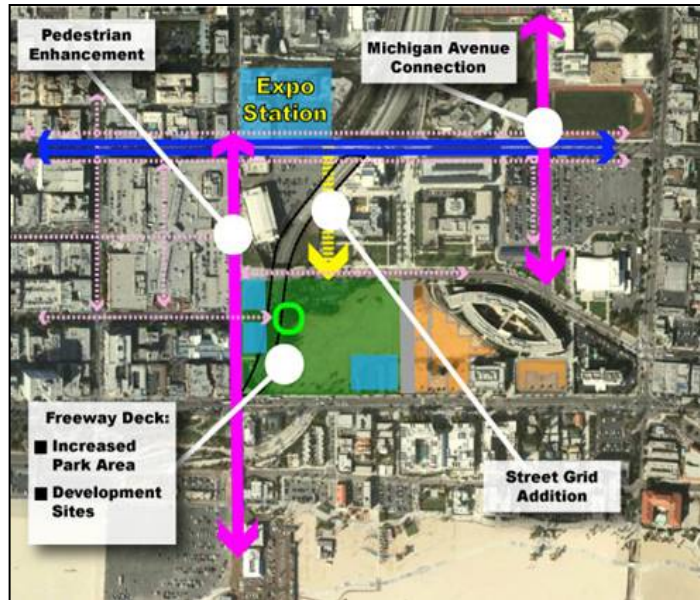 Pedestrian
Enhancement
Michigan Avenue
Connection
Expo
Station
Freeway Deck:
Increased
Park Area
Development
Sites
Street Grid
Addition